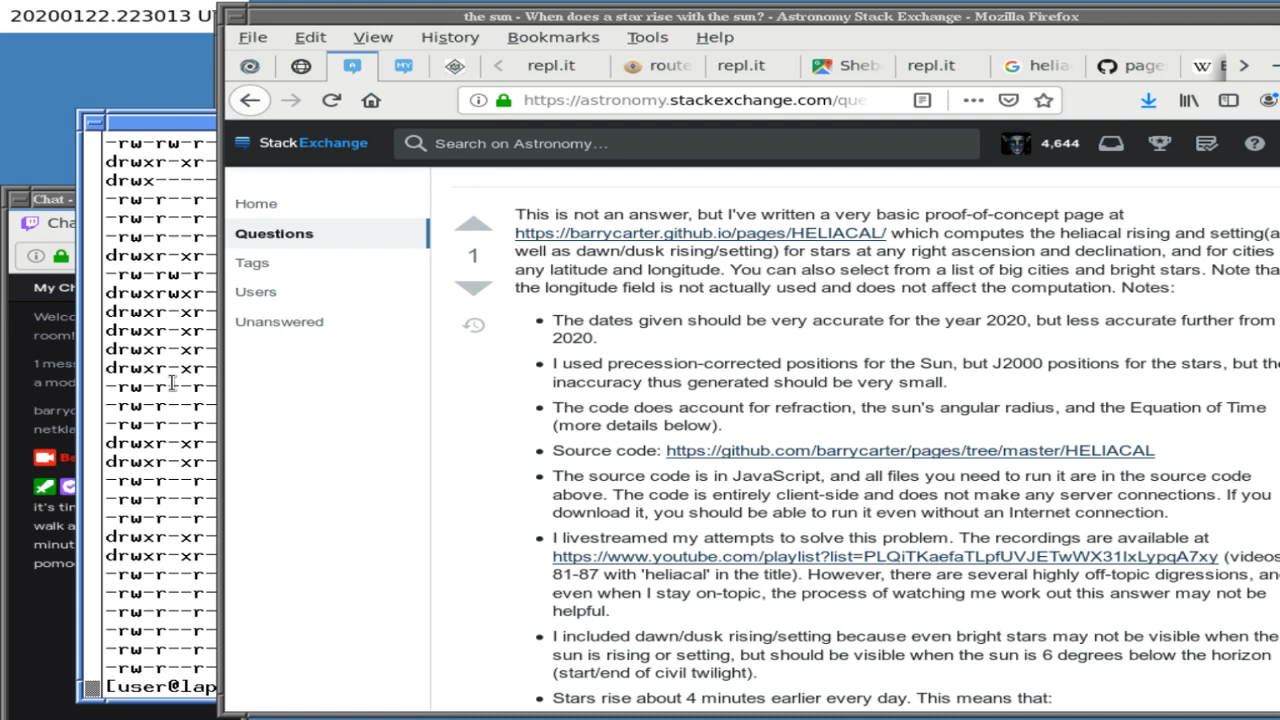 20200122.223013 U
the sun - When does a star rise with the sun? - Astronomy Stack Exchange - Mozilla Firefox
File Edit View History Bookmarks Tools Help
repl.it route repl.it Sheb repl.it helia page
https://astronomy.stackexchange.com/que
StackExchange Search on Astronomy… 4,644
Home
Questions
Tags
Users
Unanswered
1
This is not an answer, but I've written a very basic proof-of-concept page at
https://barrycarter.github.io/pages/HELIACAL/ which computes the heliacal rising and setting(a
well as dawn/dusk rising/setting) for stars at any right ascension and declination, and for cities
any latitude and longitude. You can also select from a list of big cities and bright stars. Note tha
the longitude field is not actually used and does not affect the computation. Notes:
• The dates given should be very accurate for the year 2020, but less accurate further from
2020.
• I used precession-corrected positions for the Sun, but J2000 positions for the stars, but the
inaccuracy thus generated should be very small.
• The code does account for refraction, the sun's angular radius, and the Equation of Time
(more details below).
• Source code: https://github.com/barrycarter/pages/tree/master/HELIACAL
• The source code is in JavaScript, and all files you need to run it are in the source code
above. The code is entirely client-side and does not make any server connections. If you
download it, you should be able to run it even without an Internet connection.
• I livestreamed my attempts to solve this problem. The recordings are available at
https://www.youtube.com/playlist?list=PLQiTKaefaTLpfUVJETwWX31IxLypqA7xy (videos
81-87 with 'heliacal' in the title). However, there are several highly off-topic digressions, an
even when I stay on-topic, the process of watching me work out this answer may not be
helpful.
• I included dawn/dusk rising/setting because even bright stars may not be visible when the
sun is rising or setting, but should be visible when the sun is 6 degrees below the horizon
(start/end of civil twilight).
• Stars rise about 4 minutes earlier every day. This means that:
-rw-rw-r-
drwxr-xr-
drwx-----
-rw-r--r-
-rw-r--r-
-rw-r--r-
drwxr-xr-
-rw-rw-r-
drwxrwxr-
drwxr-xr-
drwxr-xr-
drwxr-xr-
drwxr-xr-
-rw-r--r-
-rw-r--r-
-rw-r--r-
drwxr-xr-
drwxr-xr-
-rw-r--r-
-rw-r--r-
-rw-r--r-
drwxr-xr-
drwxr-xr-
-rw-r--r-
-rw-r--r-
-rw-r--r-
-rw-r--r-
-rw-r--r-
-rw-r--r-
[user@lap
Chat -
Cha
My Ch
Welco
room!
1 mess
a mod
barryc
netkla
Ba
it's tim
walk a
minut
pomo